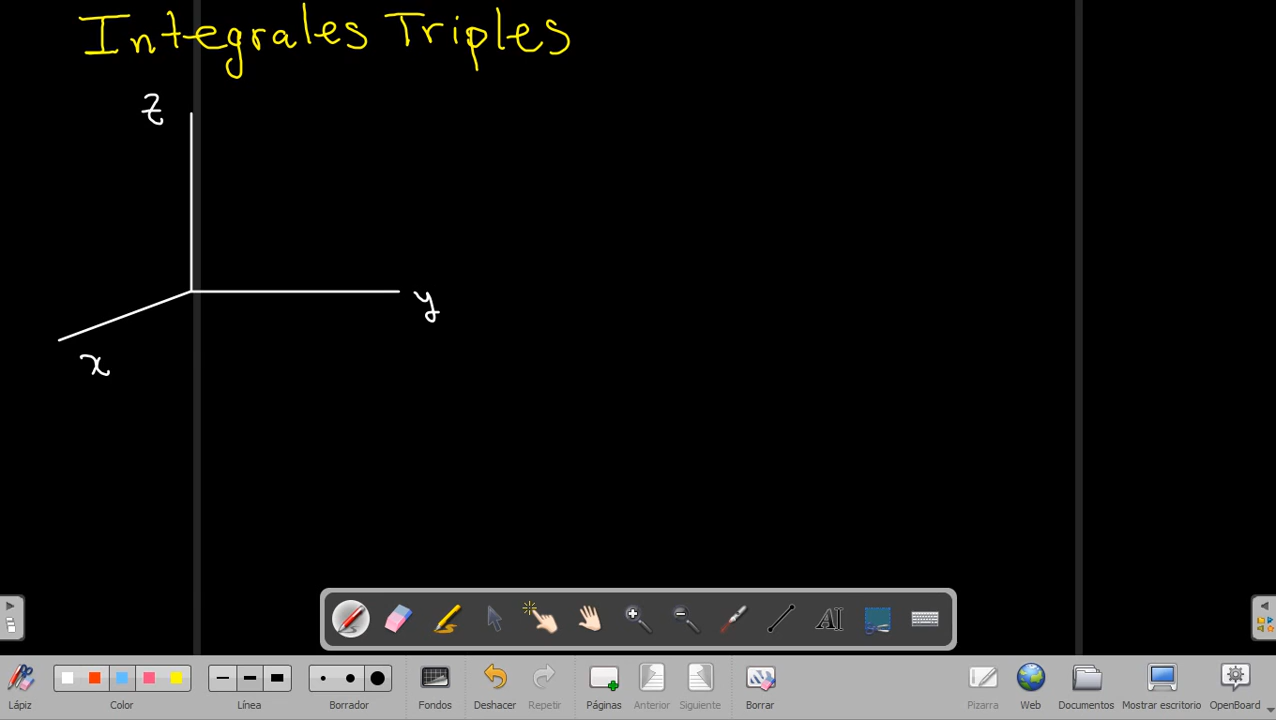 Integrales Triples
z
y
x
Lápiz Color Línea Borrador Fondos Deshacer Repetir Páginas Anterior Siguiente Borrar Pizarra Web Documentos Mostrar escritorio OpenBoard